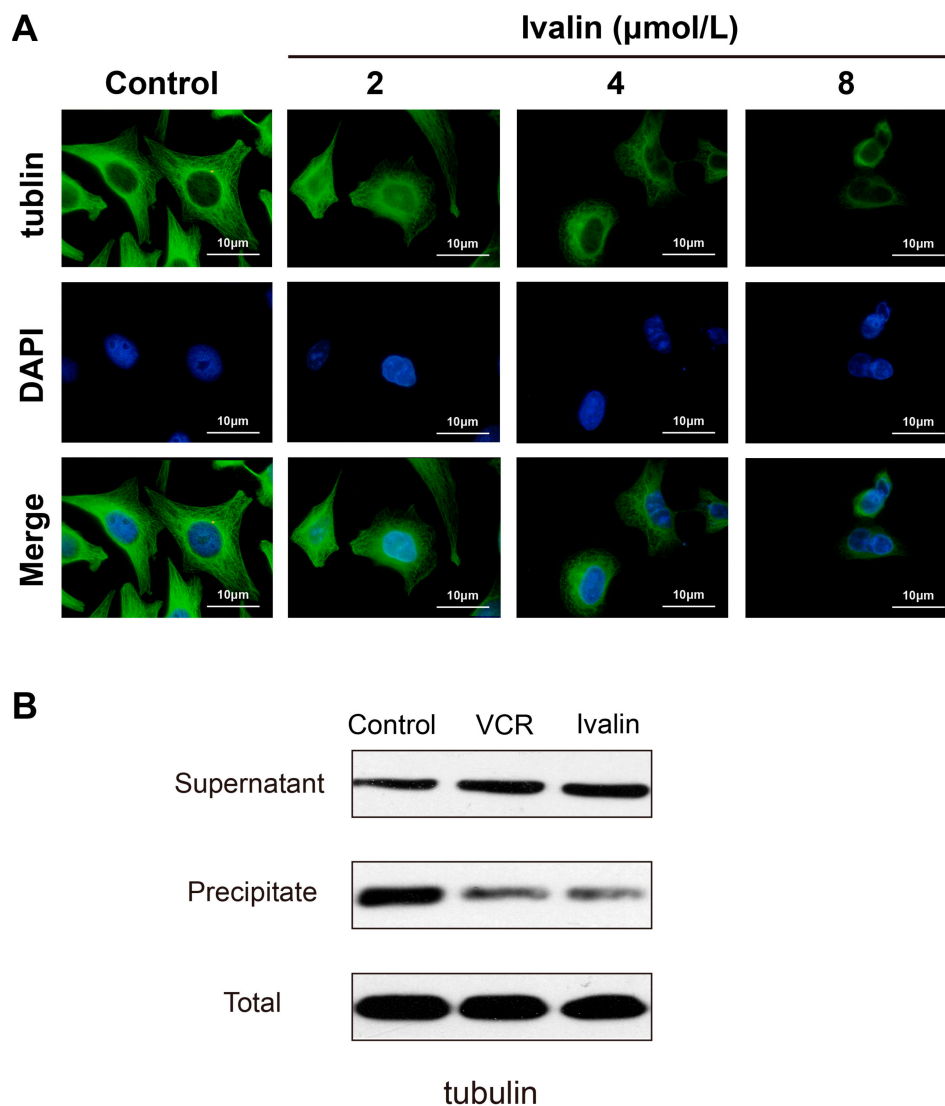 A
Ivalin (µmol/L)
Control 2 4 8
tublin
10µm 10µm 10µm 10µm
DAPI
10µm 10µm 10µm 10µm
Merge
10µm 10µm 10µm 10µm
B
Control VCR Ivalin
Supernatant
Precipitate
Total
tubulin